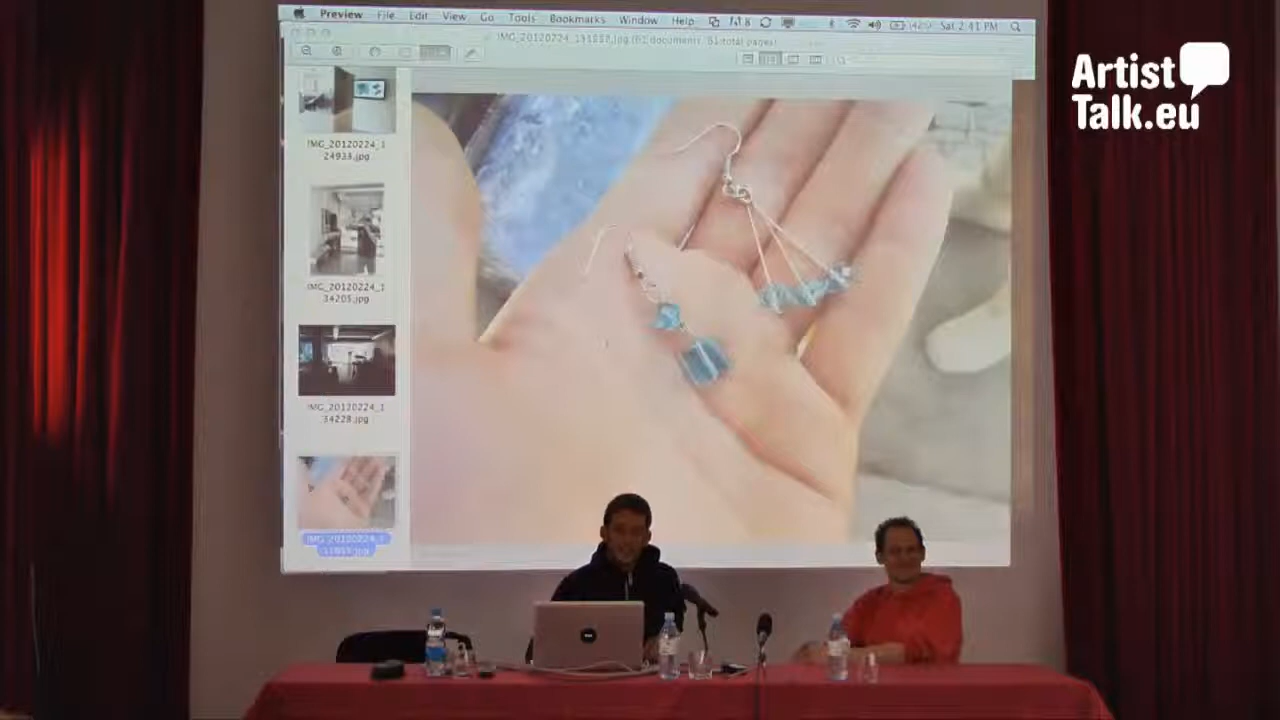 Preview File Edit View Go Tools Bookmarks Window Help Sat 2:41 PM
Artist
Talk.eu
IMG_20120224_1
24933.jpg
IMG_20120224_1
34205.jpg
IMG_20120224_1
34228.jpg